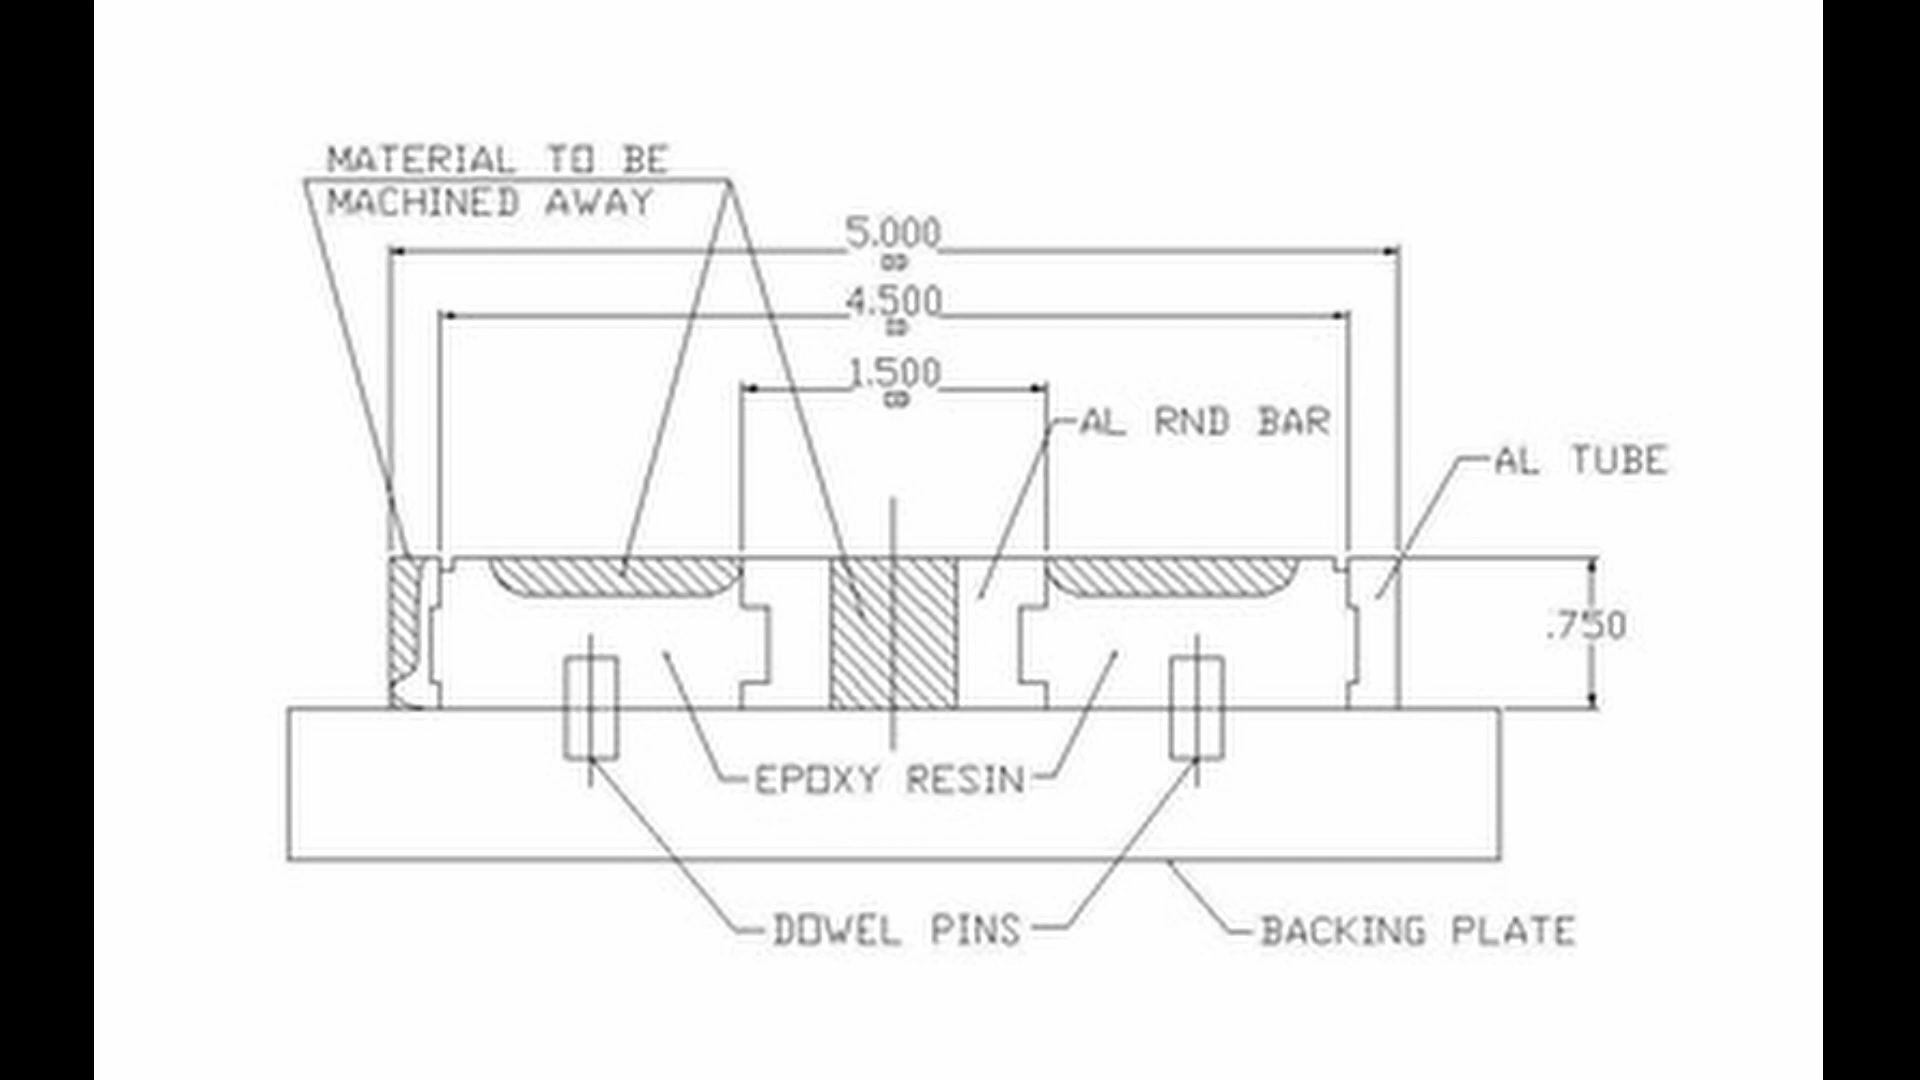 MATERIAL TO BE
MACHINED AWAY
5.000
4.500
1.500
AL RND BAR
AL TUBE
.750
EPOXY RESIN
DOWEL PINS
BACKING PLATE